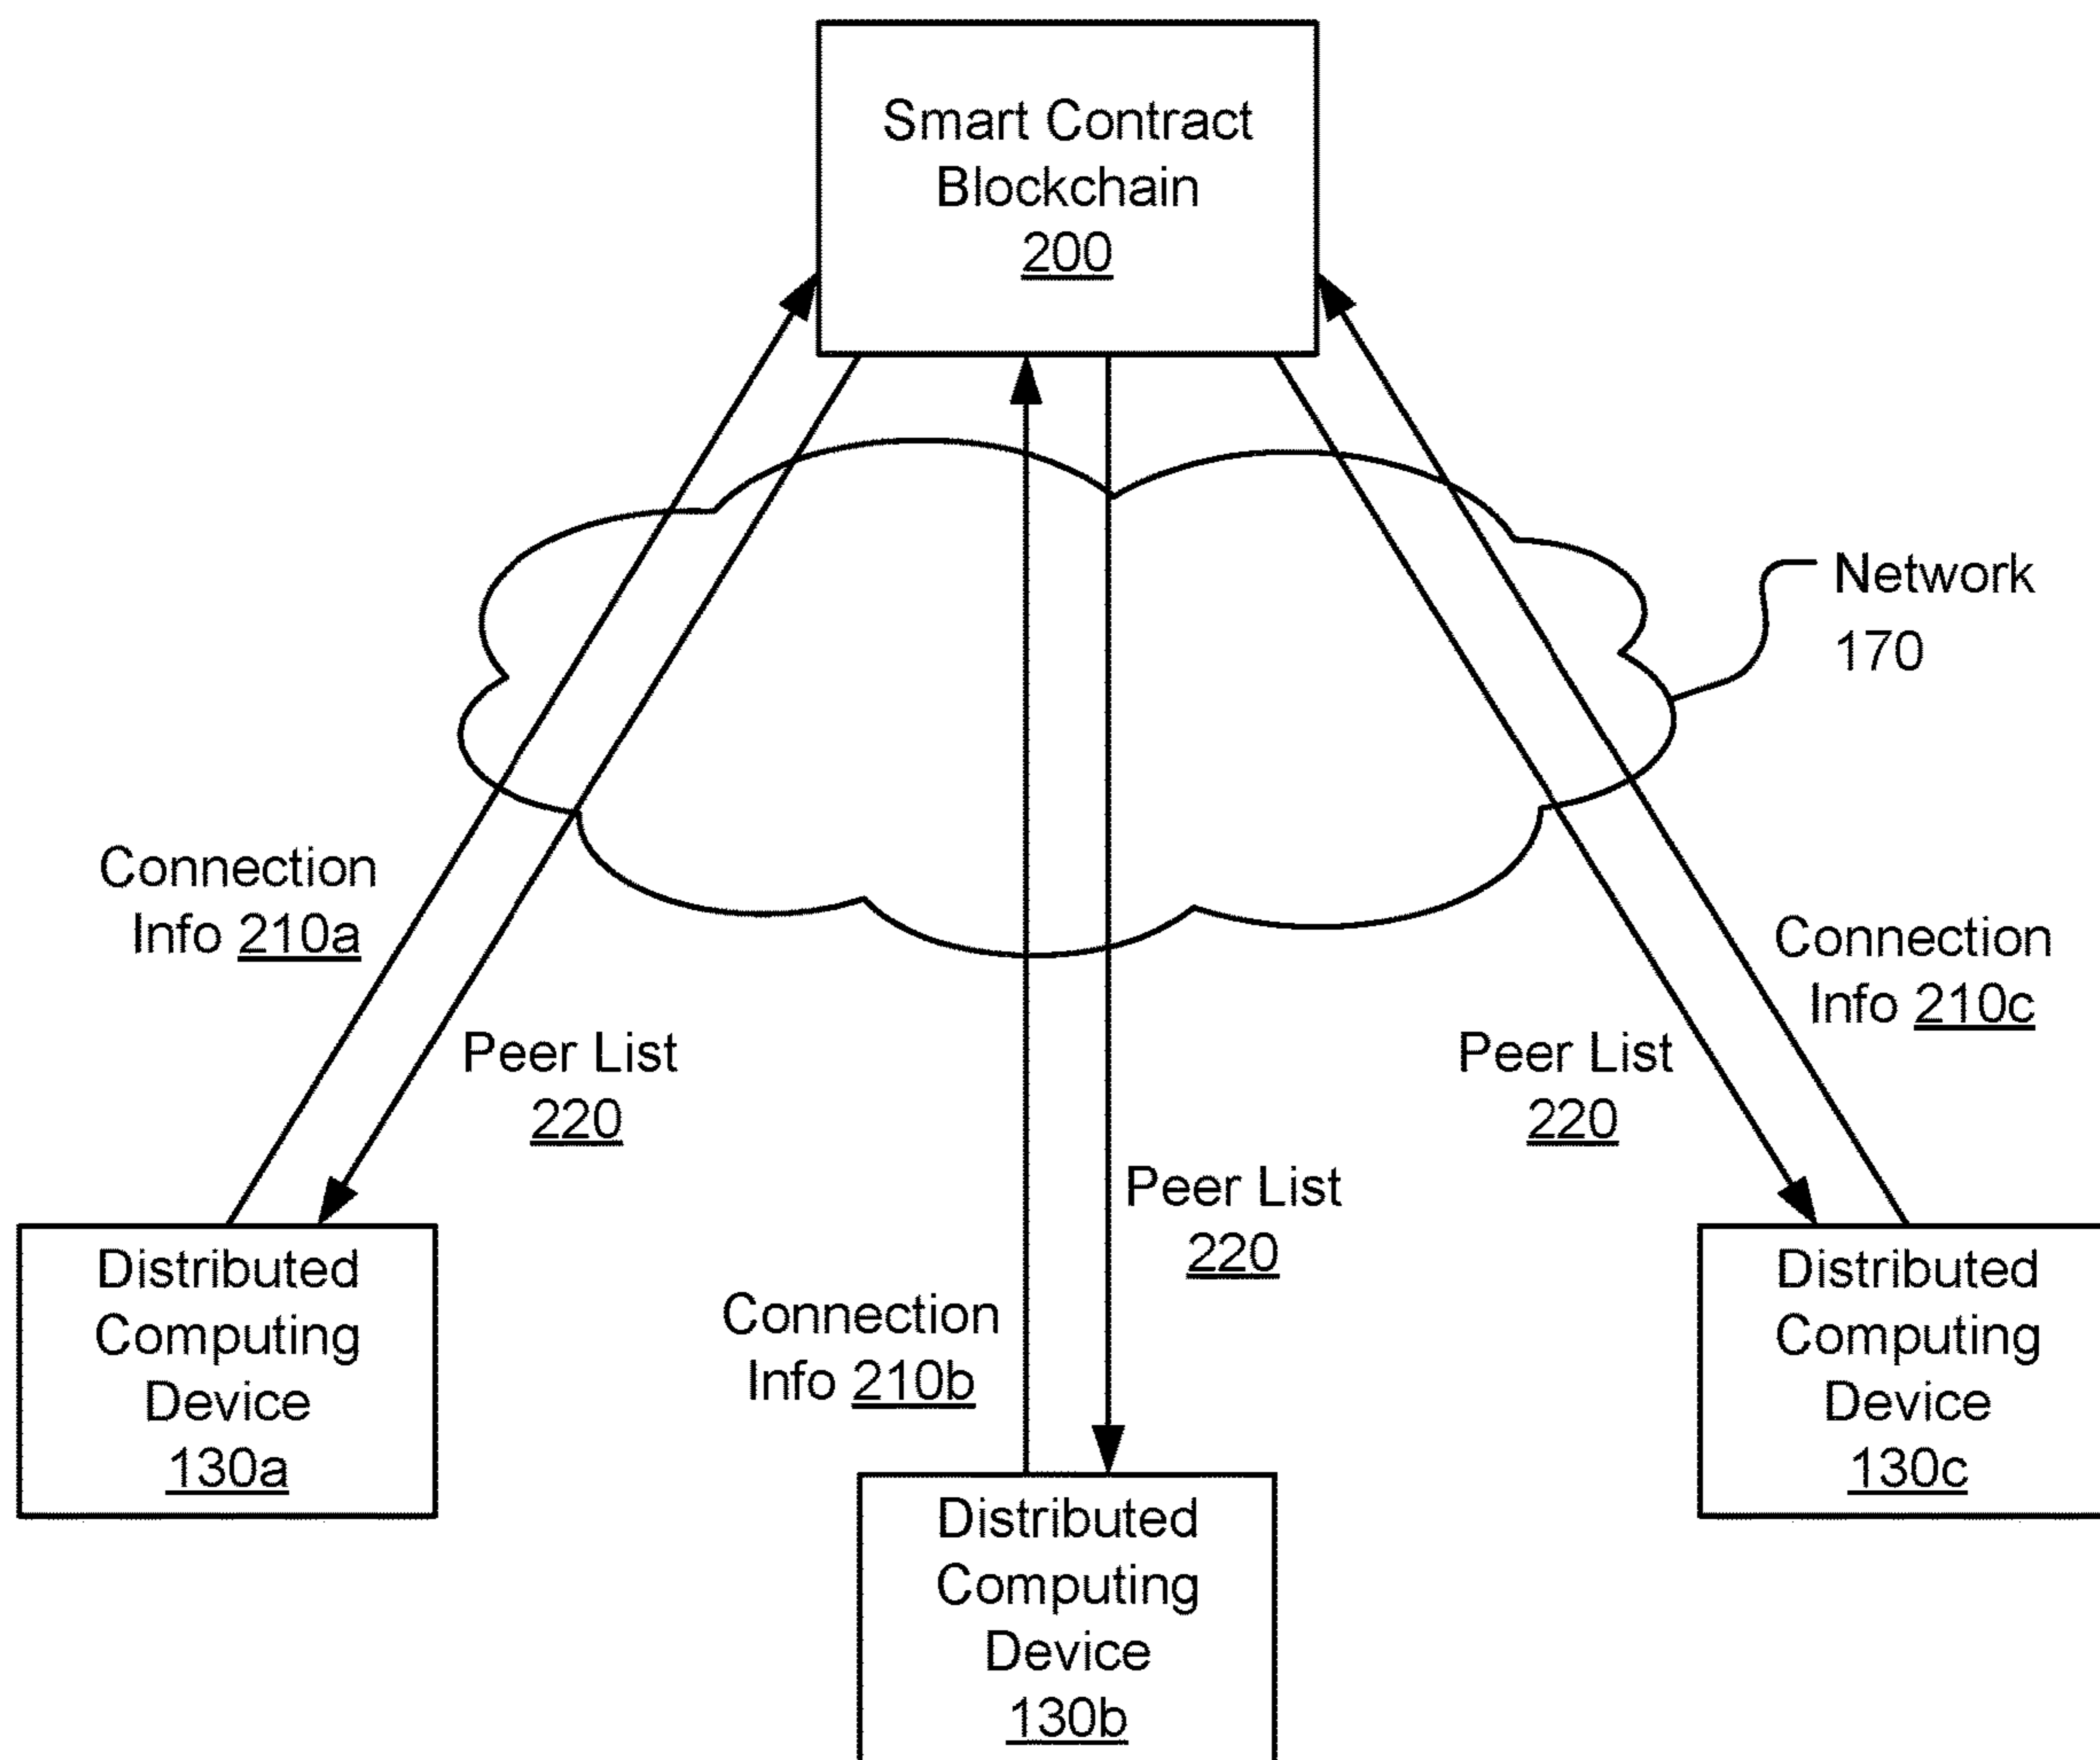 Smart Contract
Blockchain
200
Network
170
Connection
Info 210a
Connection
Info 210c
Peer List
220
Peer List
220
Peer List
220
Connection
Info 210b
Distributed
Computing
Device
130a
Distributed
Computing
Device
130c
Distributed
Computing
Device
130b